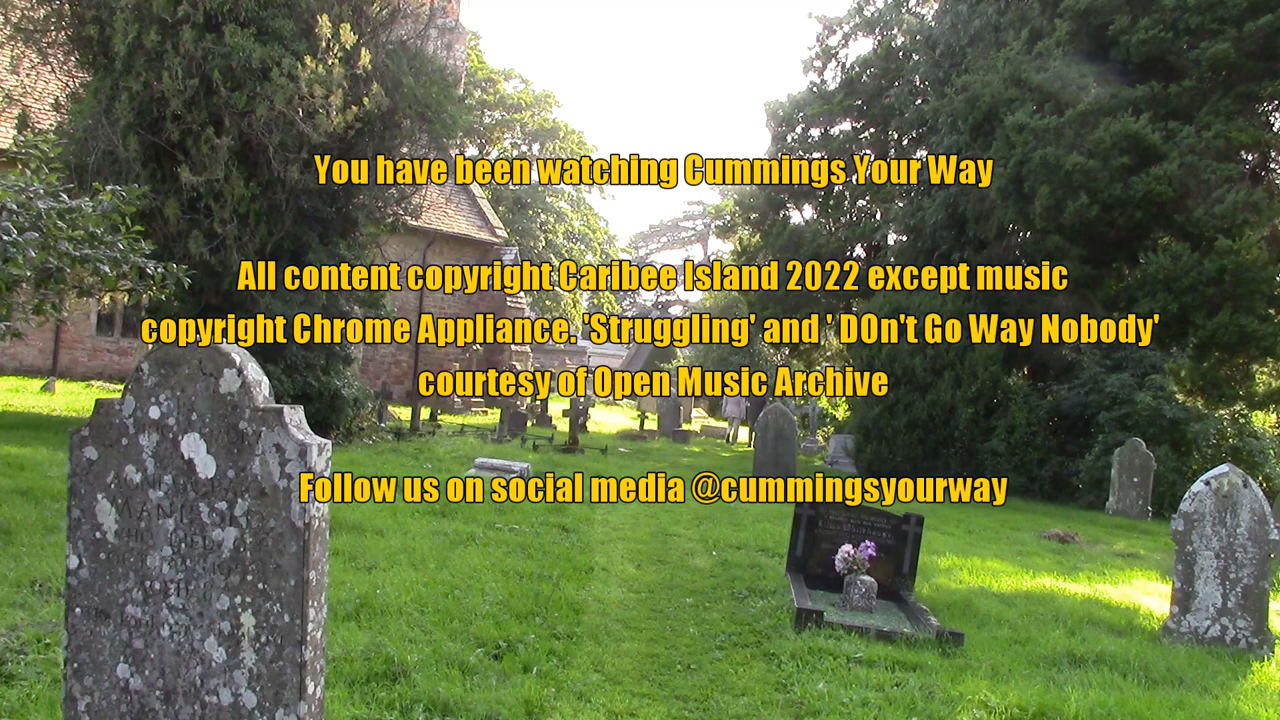 You have been watching Cummings Your Way
All content copyright Caribee Island 2022 except music
copyright Chrome Appliance. 'Struggling' and ' DOn't Go Way Nobody'
courtesy of Open Music Archive
Follow us on social media @cummingsyourway